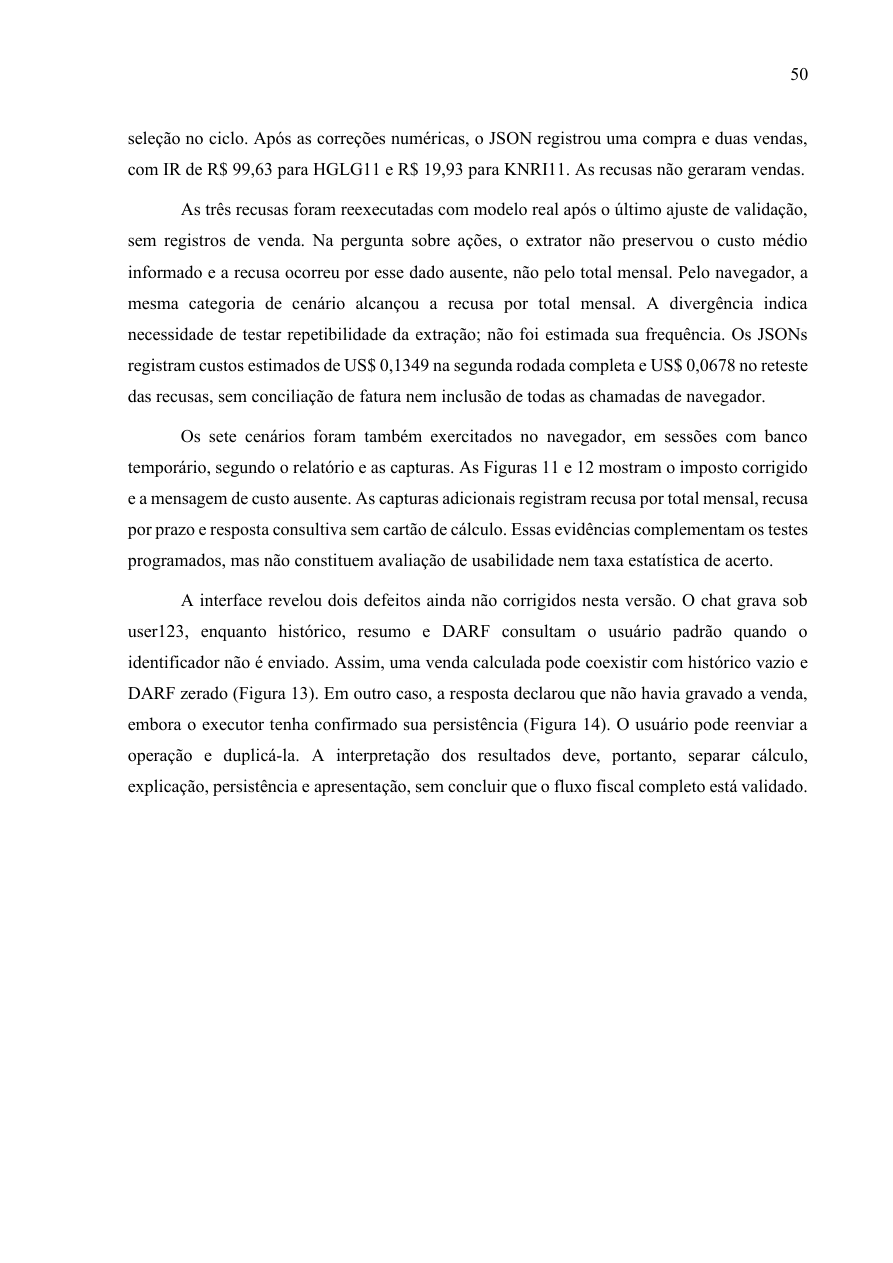 50
seleção no ciclo. Após as correções numéricas, o JSON registrou uma compra e duas vendas,
com IR de R$ 99,63 para HGLG11 e R$ 19,93 para KNRI11. As recusas não geraram vendas.
As três recusas foram reexecutadas com modelo real após o último ajuste de validação,
sem registros de venda. Na pergunta sobre ações, o extrator não preservou o custo médio
informado e a recusa ocorreu por esse dado ausente, não pelo total mensal. Pelo navegador, a
mesma categoria de cenário alcançou a recusa por total mensal. A divergência indica
necessidade de testar repetibilidade da extração; não foi estimada sua frequência. Os JSONs
registram custos estimados de US$ 0,1349 na segunda rodada completa e US$ 0,0678 no reteste
das recusas, sem conciliação de fatura nem inclusão de todas as chamadas de navegador.
Os sete cenários foram também exercitados no navegador, em sessões com banco
temporário, segundo o relatório e as capturas. As Figuras 11 e 12 mostram o imposto corrigido
e a mensagem de custo ausente. As capturas adicionais registram recusa por total mensal, recusa
por prazo e resposta consultiva sem cartão de cálculo. Essas evidências complementam os testes
programados, mas não constituem avaliação de usabilidade nem taxa estatística de acerto.
A interface revelou dois defeitos ainda não corrigidos nesta versão. O chat grava sob
user123, enquanto histórico, resumo e DARF consultam o usuário padrão quando o
identificador não é enviado. Assim, uma venda calculada pode coexistir com histórico vazio e
DARF zerado (Figura 13). Em outro caso, a resposta declarou que não havia gravado a venda,
embora o executor tenha confirmado sua persistência (Figura 14). O usuário pode reenviar a
operação e duplicá-la. A interpretação dos resultados deve, portanto, separar cálculo,
explicação, persistência e apresentação, sem concluir que o fluxo fiscal completo está validado.